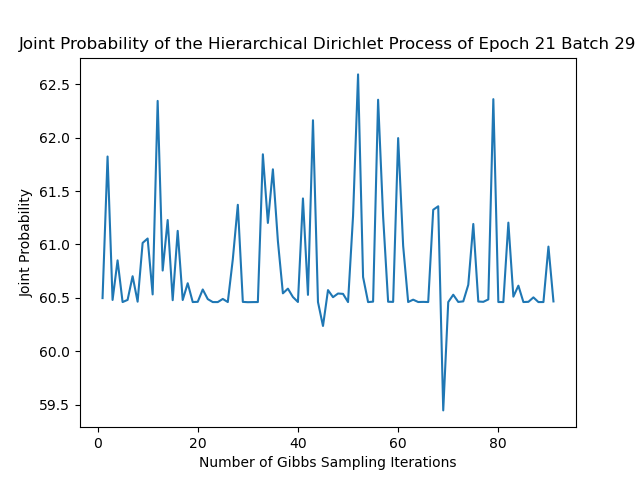 Joint Probability of the Hierarchical Dirichlet Process of Epoch 21 Batch 29
62.5
62.0
61.5
61.0
60.5
60.0
59.5
Joint Probability
0 20 40 60 80
Number of Gibbs Sampling Iterations